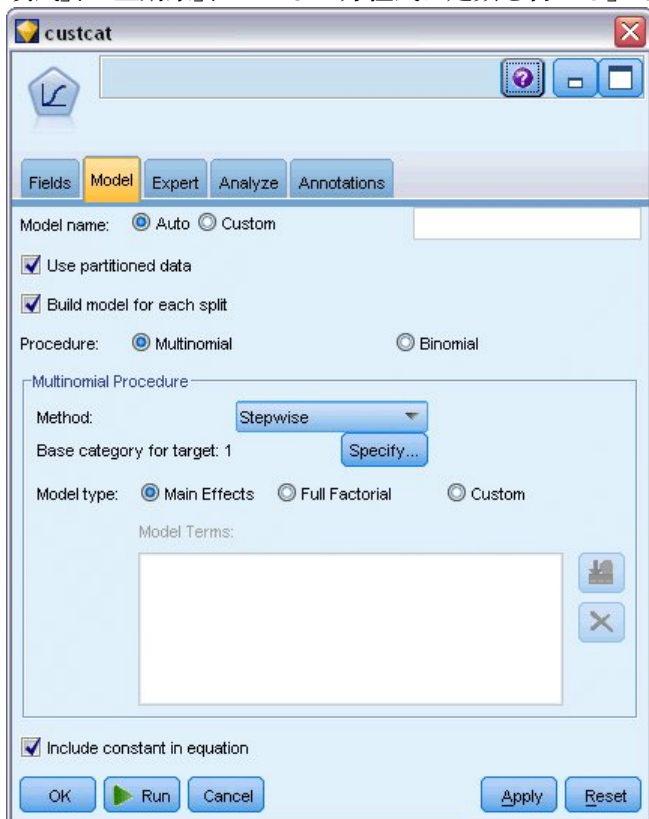 custcat
Fields Model Expert Analyze Annotations
Model name: Auto Custom
Use partitioned data
Build model for each split
Procedure: Multinomial Binomial
Multinomial Procedure
Method: Stepwise
Base category for target: 1 Specify...
Model type: Main Effects Full Factorial Custom
Model Terms:
Include constant in equation
OK Run Cancel Apply Reset